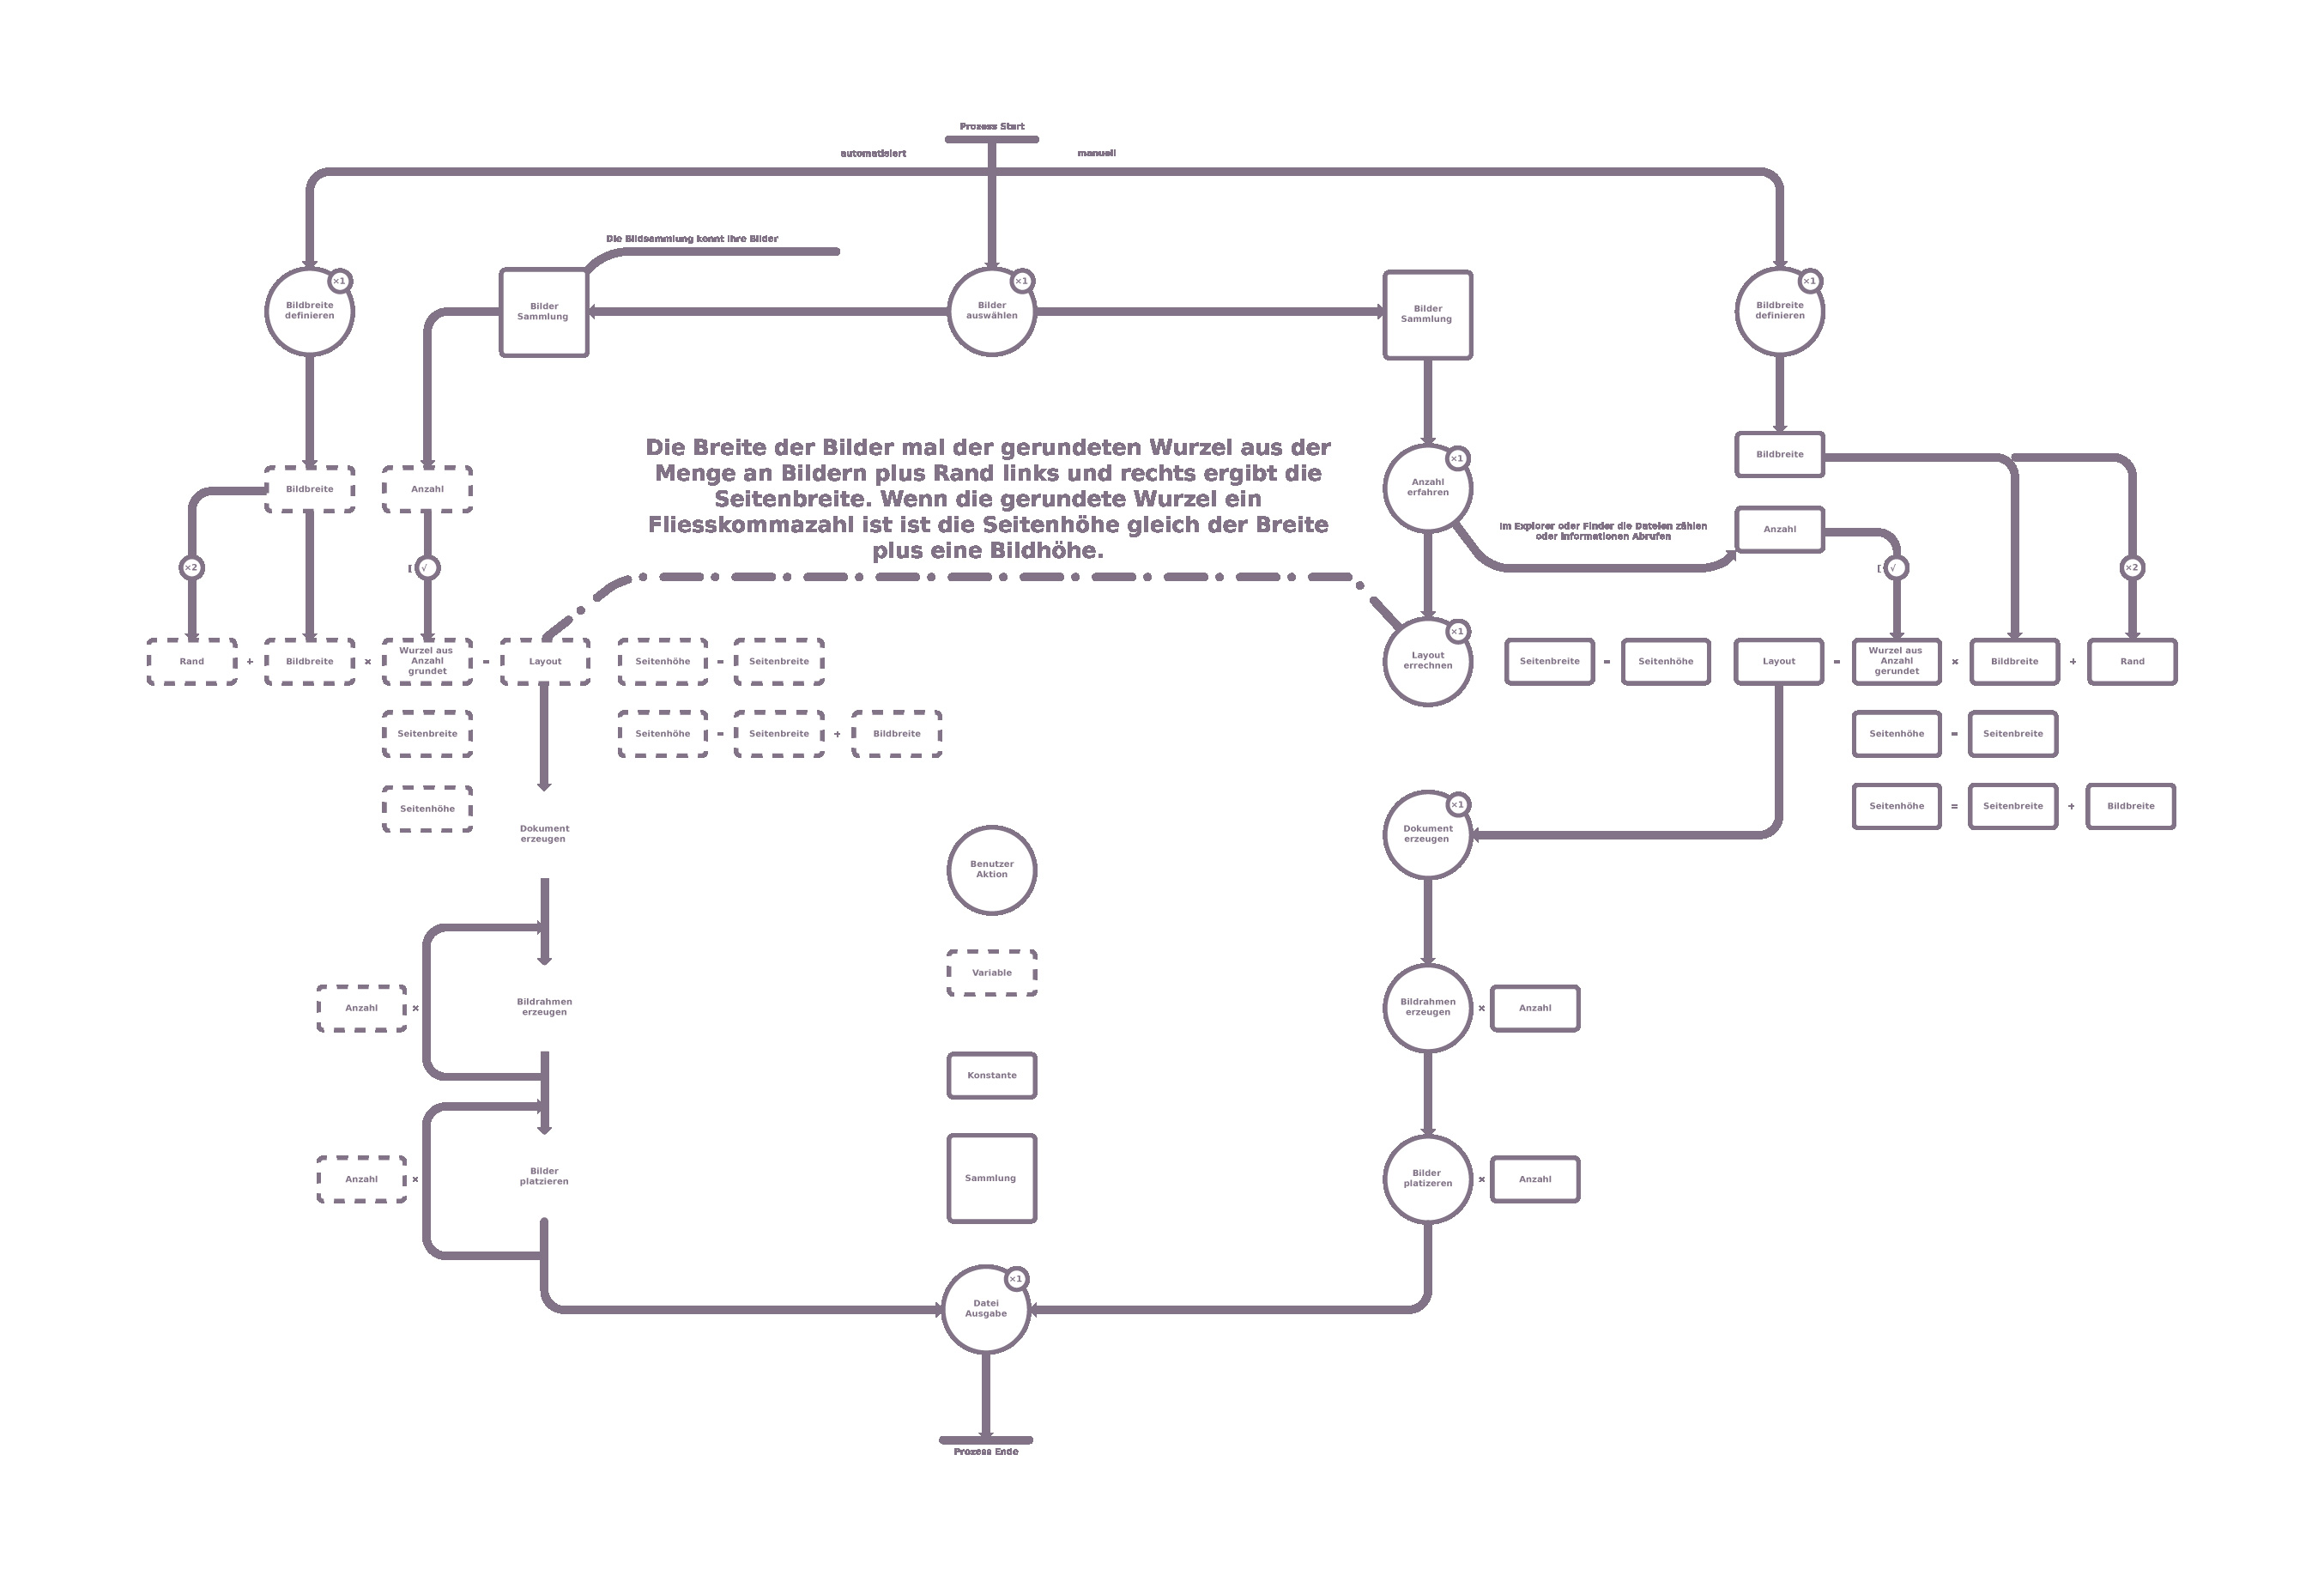 Prozess Start
automatisiert
manuell
Die Bildsammlung kennt ihre Bilder
×1
Bildbreite
definieren
Bilder
Sammlung
×1
Bilder
auswählen
Bilder
Sammlung
×1
Bildbreite
definieren
Die Breite der Bilder mal der gerundeten Wurzel aus der
Menge an Bildern plus Rand links und rechts ergibt die
Seitenbreite. Wenn die gerundete Wurzel ein
Fliesskommazahl ist ist die Seitenhöhe gleich der Breite
plus eine Bildhöhe.
Bildbreite
Anzahl
×1
Anzahl
erfahren
Bildbreite
Im Explorer oder Finder die Dateien zählen
oder Informationen Abrufen
Anzahl
×2
[ √
[ √
×2
Rand + Bildbreite × Wurzel aus
Anzahl
grundet
= Layout
Seitenhöhe = Seitenbreite
×1
Layout
errechnen
Seitenbreite = Seitenhöhe
Layout = Wurzel aus
Anzahl
gerundet
× Bildbreite + Rand
Seitenbreite
Seitenhöhe = Seitenbreite + Bildbreite
Seitenhöhe = Seitenbreite
Seitenhöhe
Seitenhöhe = Seitenbreite + Bildbreite
Dokument
erzeugen
×1
Dokument
erzeugen
Benutzer
Aktion
Variable
Anzahl ×
Bildrahmen
erzeugen
Bildrahmen
erzeugen
× Anzahl
Konstante
Anzahl ×
Bilder
platzieren
Sammlung
Bilder
platizeren
× Anzahl
×1
Datei
Ausgabe
Prozess Ende